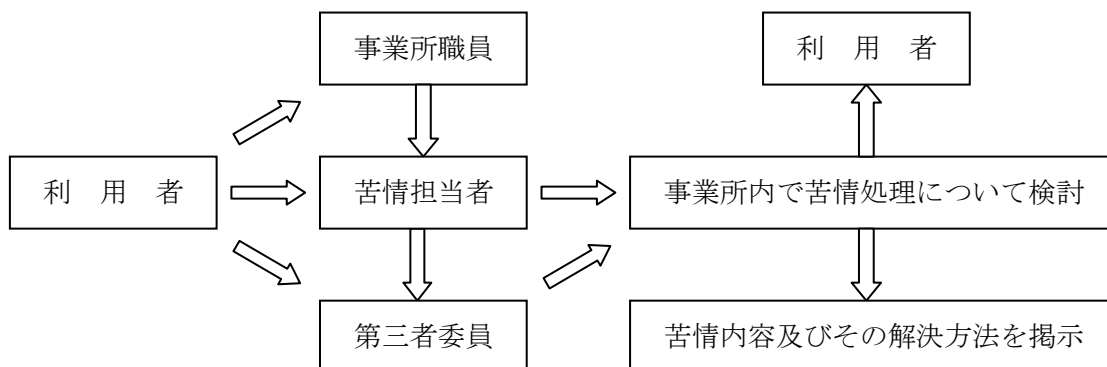 事業所職員
利 用 者
利 用 者
苦情担当者
事業所内で苦情処理について検討
第三者委員
苦情内容及びその解決方法を掲示